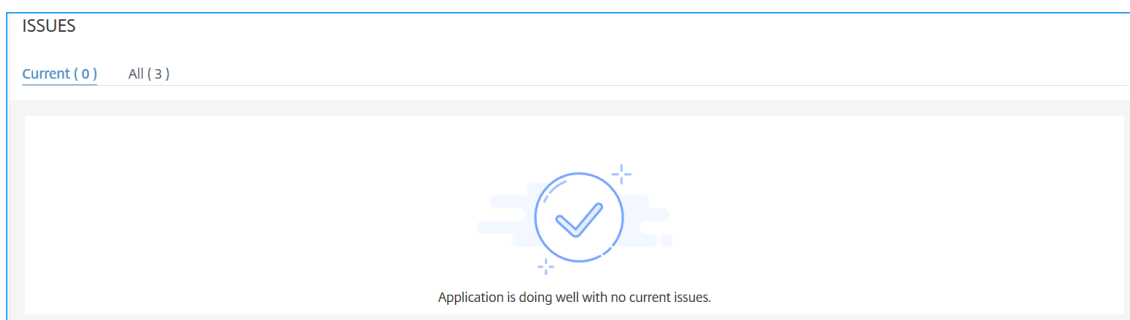 ISSUES
Current ( 0 )
All ( 3 )
Application is doing well with no current issues.